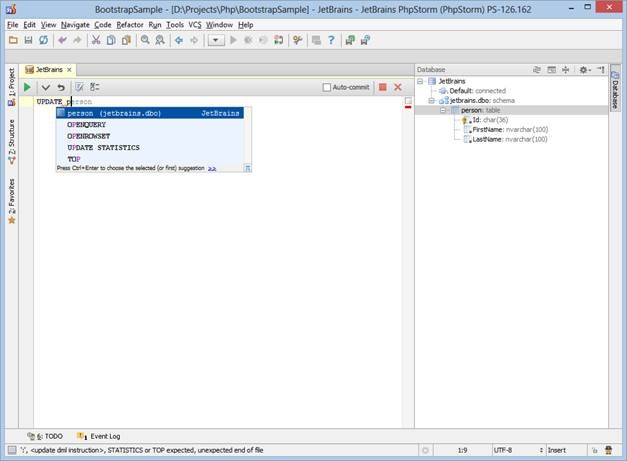 BootstrapSample - [D:\Projects\Php\BootstrapSample] - JetBrains - JetBrains PhpStorm (PhpStorm) PS-126.162
File Edit View Navigate Code Refactor Run Tools VCS Window Help
JetBrains
Auto-commit
UPDATE person
person (jetbrains.dbo) JetBrains
OPENQUERY
OPENROWSET
UPDATE STATISTICS
TOP
Press Ctrl+Enter to choose the selected (or first) suggestion >>
1: Project
2: Structure
2: Favorites
Database
JetBrains
Default: connected
jetbrains.dbo: schema
person: table
Id: char(36)
FirstName: nvarchar(100)
LastName: nvarchar(100)
Database
6: TODO
Event Log
'.', <update dml instruction>, STATISTICS or TOP expected, unexpected end of file
1:9
UTF-8
Insert